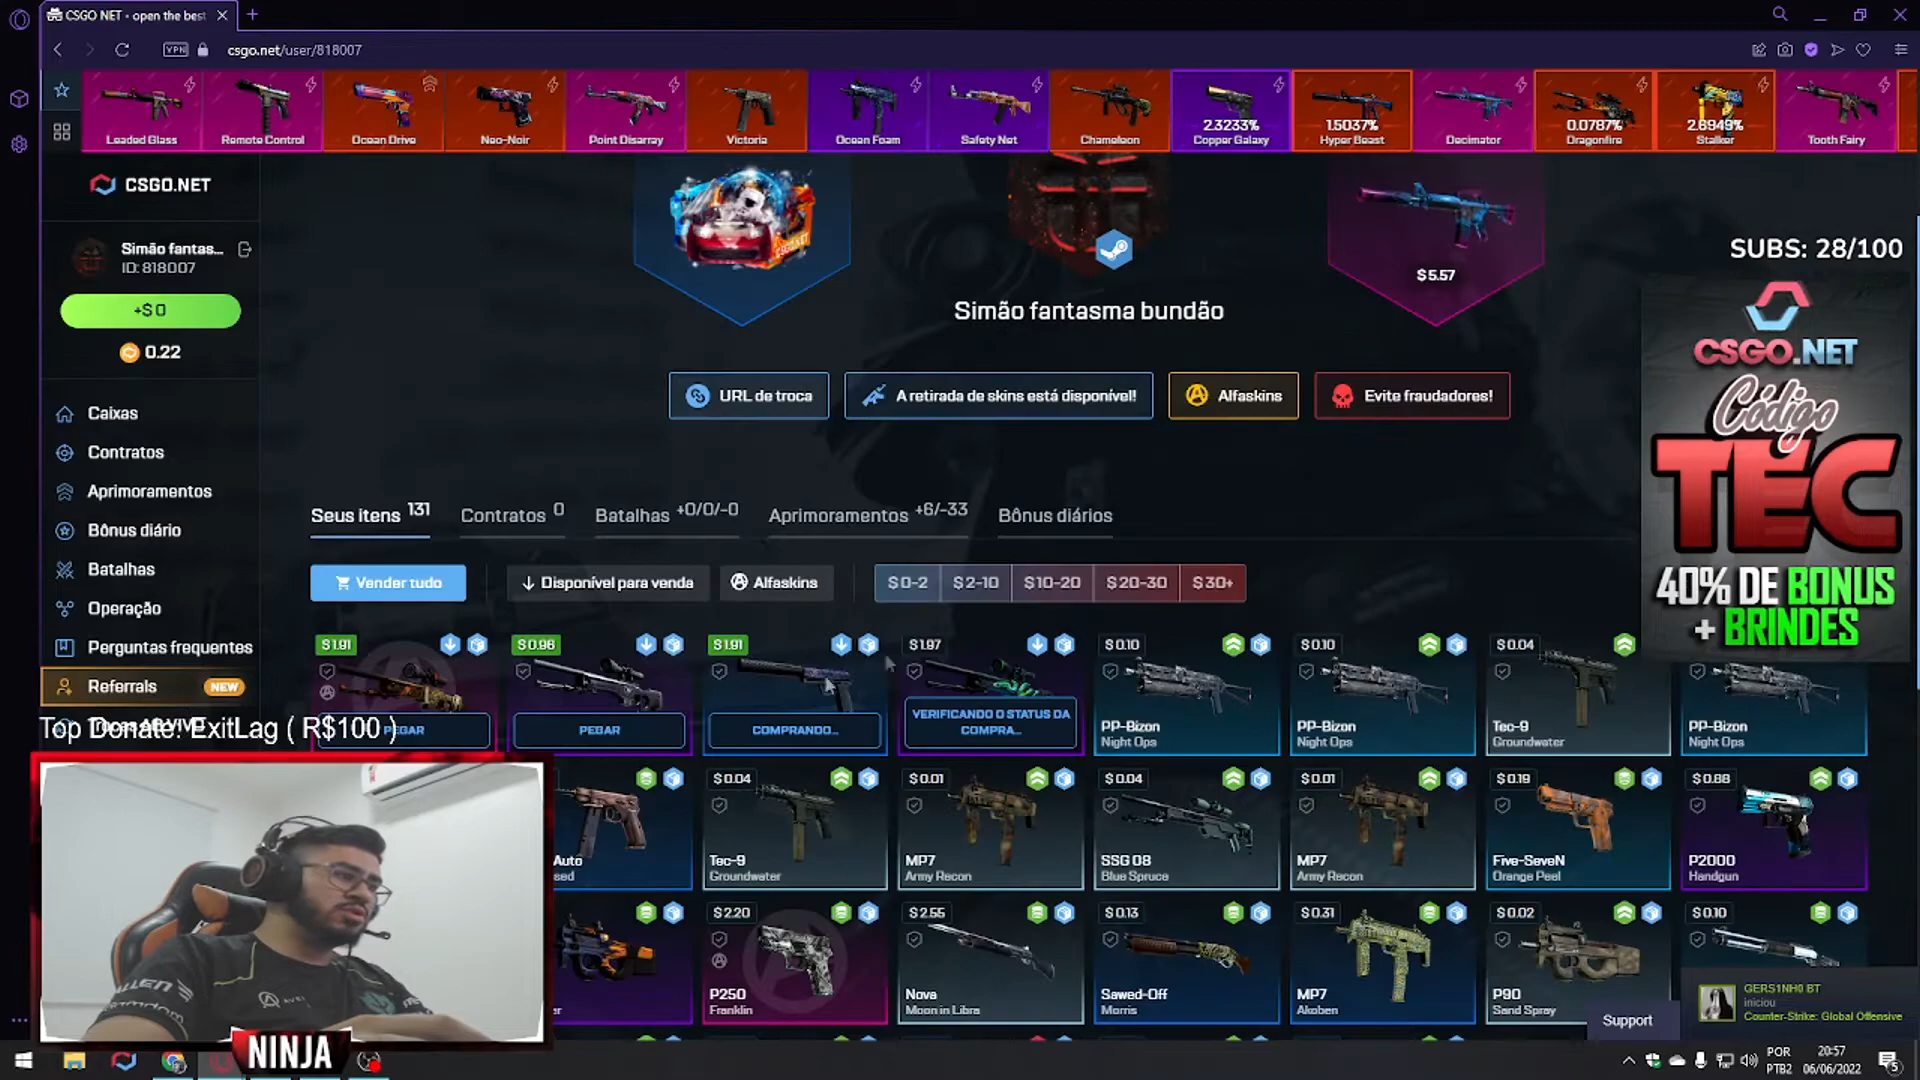 CSGO NET - open the best
VPN
csgo.net/user/818007
Leaded Glass
Remote Control
Ocean Drive
Neo-Noir
Point Disarray
Victoria
Ocean Foam
Safety Net
Chameleon
2.3233%
Copper Galaxy
1.5037%
Hyper Beast
Decimator
0.0787%
Dragonfire
2.8949%
Stalker
Tooth Fairy
CSGO.NET
Simão fantas...
ID: 818007
+$ 0
0.22
Caixas
Contratos
Aprimoramentos
Bônus diário
Batalhas
Operação
Perguntas frequentes
Referrals NEW
Top Donate: ExitLag ( R$100 )
CSGO.NET
$ 5.57
Simão fantasma bundão
URL de troca
A retirada de skins está disponível!
Alfaskins
Evite fraudadores!
SUBS: 28/100
CSGO.NET
Código
TEC
40% DE BONUS
+ BRINDES
Seus itens 131
Contratos 0
Batalhas +0/0/-0
Aprimoramentos +6/-33
Bônus diários
Vender tudo
Disponível para venda
Alfaskins
$ 0-2
$ 2-10
$ 10-20
$ 20-30
$ 30+
$ 1.91
$ 0.98
PEGAR
$ 1.91
COMPRANDO...
$ 1.97
VERIFICANDO O STATUS DA
COMPRA...
$ 0.10
PP-Bizon
Night Ops
$ 0.10
PP-Bizon
Night Ops
$ 0.04
Tec-9
Groundwater
PP-Bizon
Night Ops
Auto
$ 0.04
Tec-9
Groundwater
$ 0.01
MP7
Army Recon
$ 0.04
SSG 08
Blue Spruce
$ 0.01
MP7
Army Recon
$ 0.19
Five-SeveN
Orange Peel
$ 0.88
P2000
Handgun
$ 2.20
P250
Franklin
$ 2.55
Nova
Moon in Libra
$ 0.13
Sawed-Off
Morris
$ 0.31
MP7
Akoben
$ 0.02
P90
Sand Spray
$ 0.10
GERS1NH0 BT
iniciou
Counter-Strike: Global Offensive
Support
NINJA
POR
PTB2
20:57
06/06/2022
5